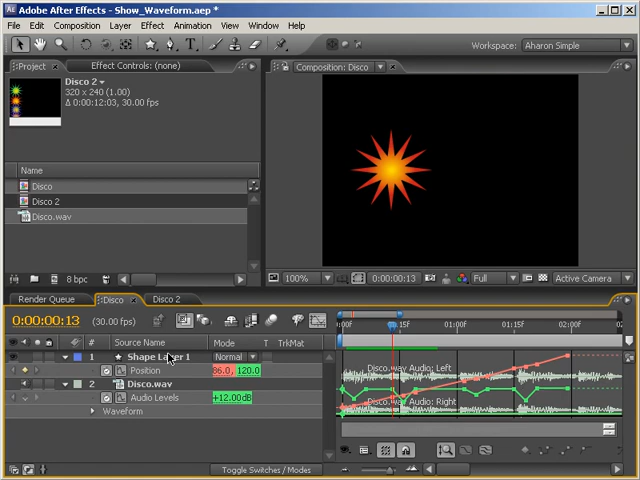 Adobe After Effects - Show_Waveform.aep *
File Edit Composition Layer Effect Animation View Window Help
Workspace: Aharon Simple
Project Effect Controls: (none)
Composition: Disco
Disco 2
320 x 240 (1.00)
Δ 0:00:12:03, 30.00 fps
Name
Disco
Disco 2
Disco.wav
8 bpc
100% 0:00:00:13 Full Active Camera
Render Queue Disco Disco 2
0:00:00:13 (30.00 fps)
# Source Name Mode T TrkMat
:00f 0:15f 01:00f 01:15f 02:00f
1 Shape Layer 1 Normal
Position 86.0, 120.0
2 Disco.wav
Audio Levels +12.00dB
Waveform
Disco.wav Audio: Left
Disco.wav Audio: Right
Toggle Switches / Modes